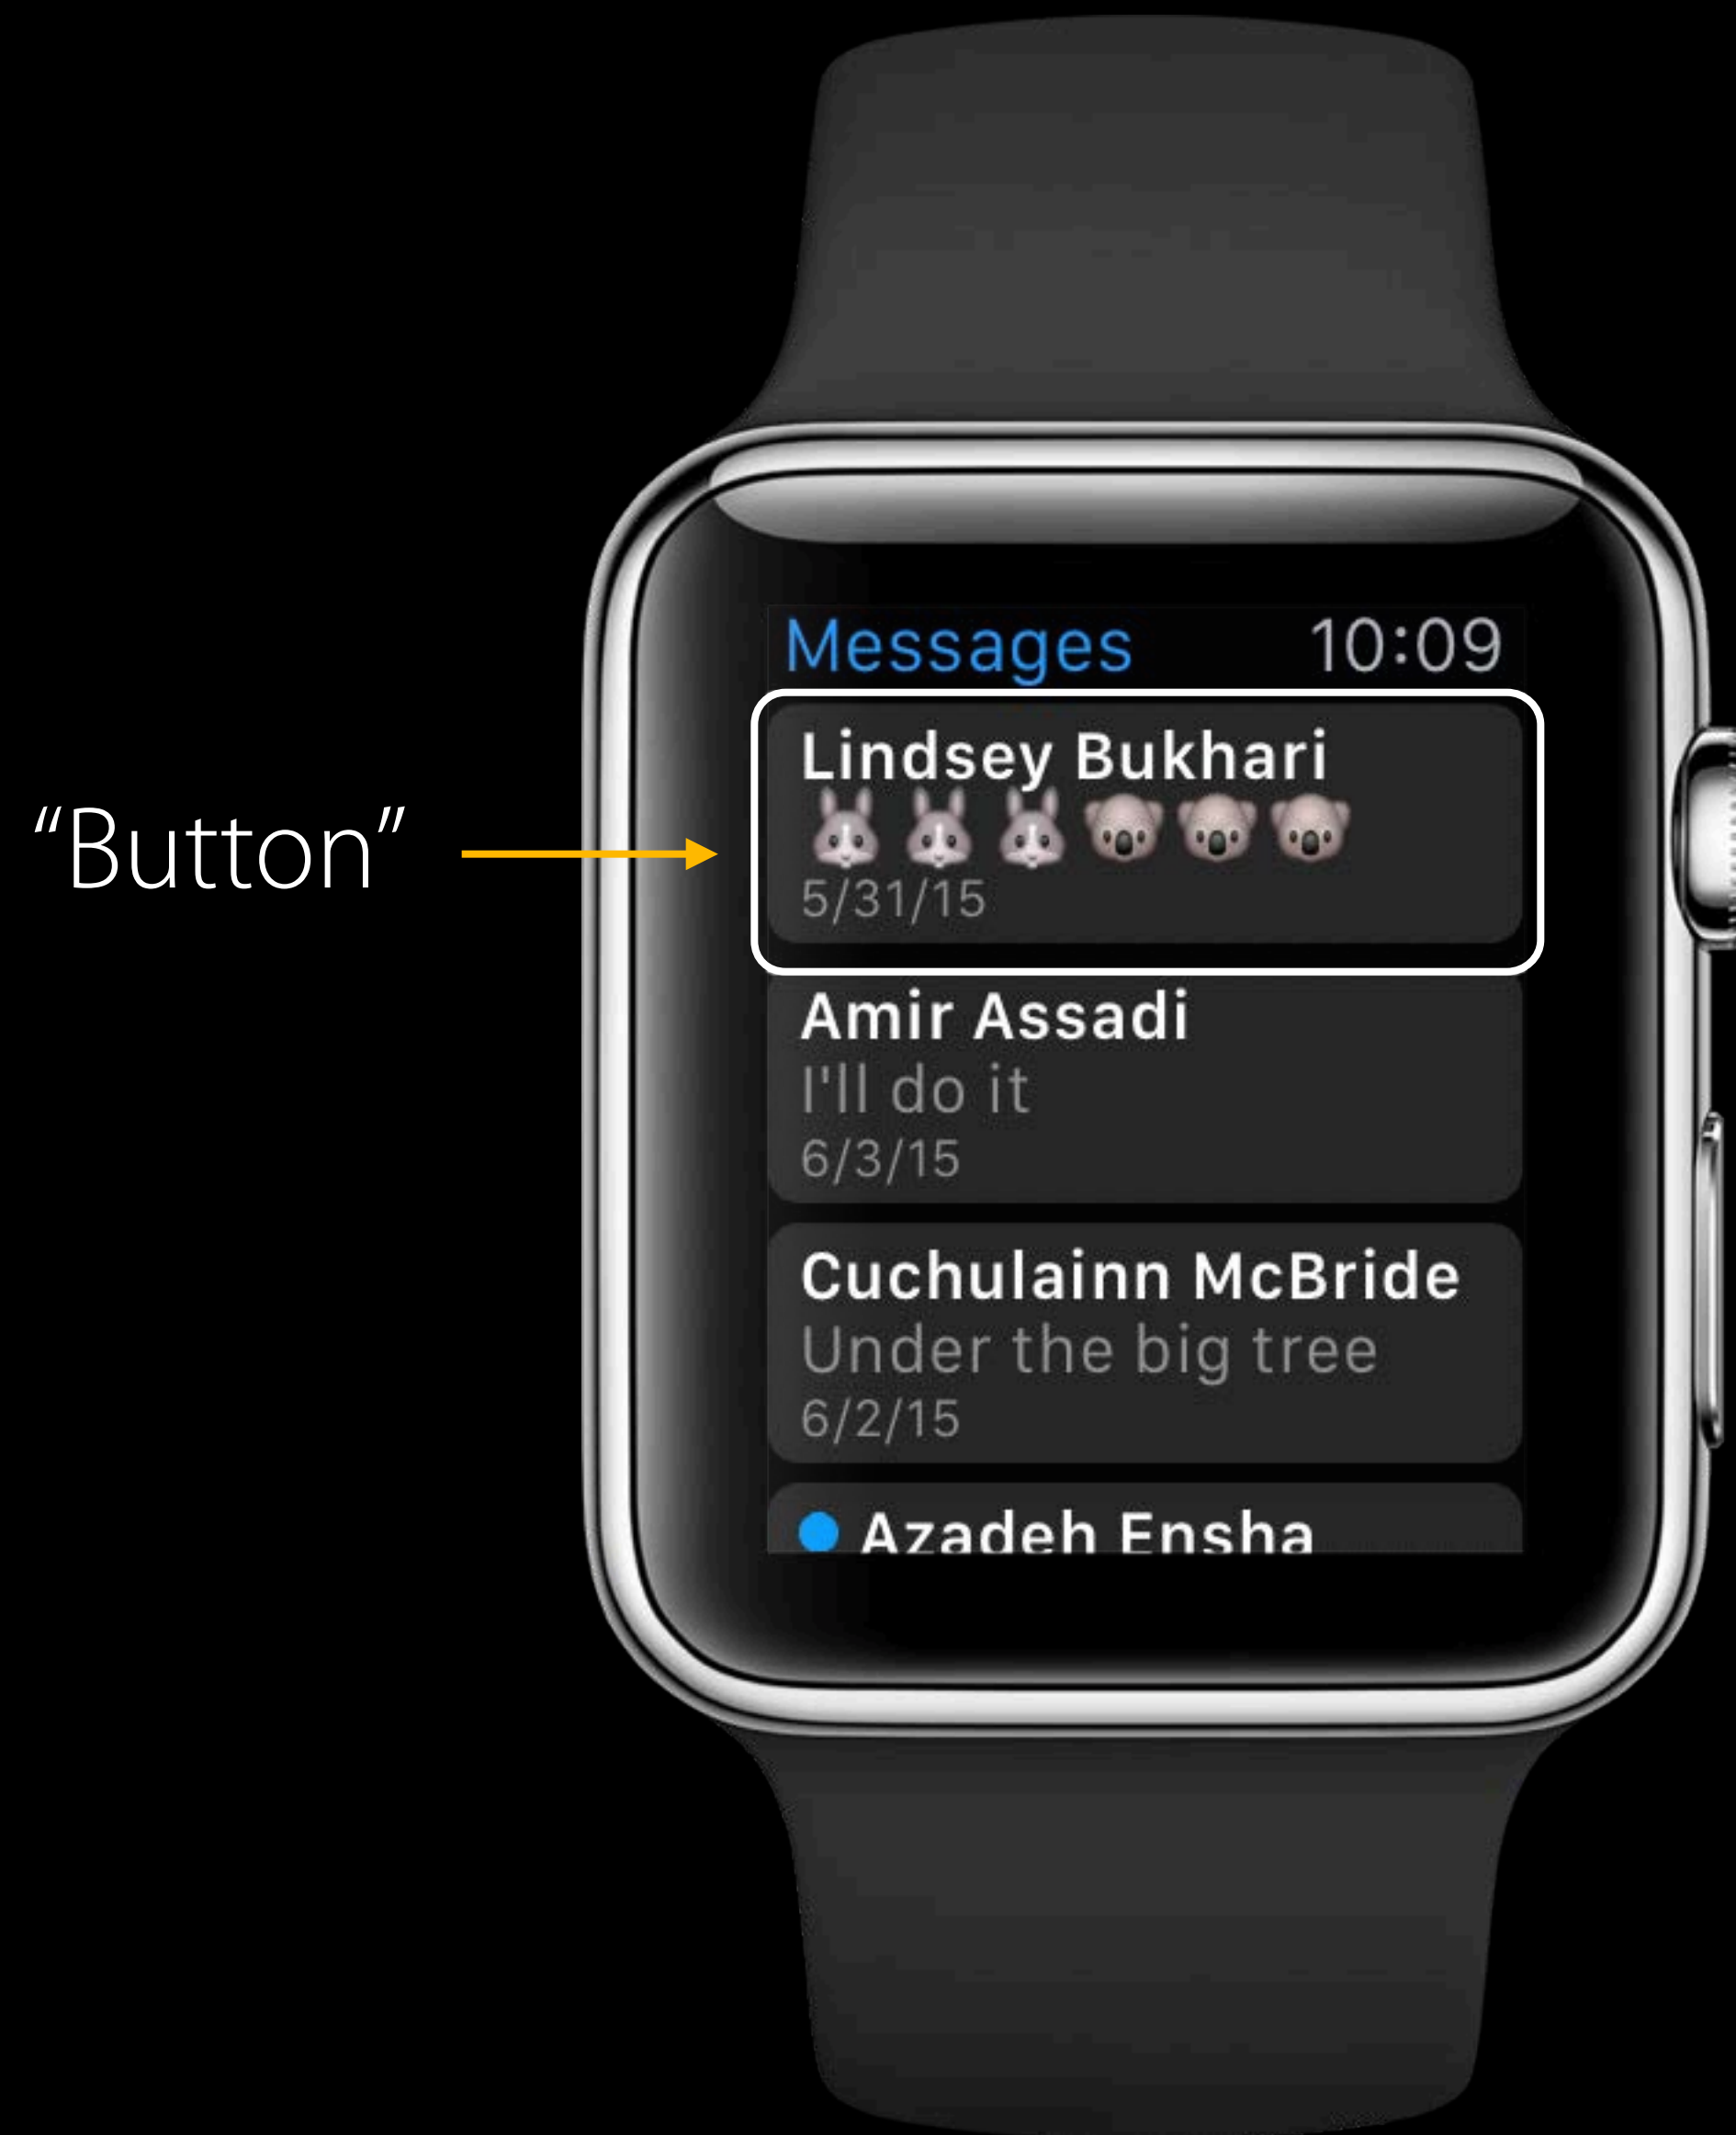 Messages 10:09
Lindsey Bukhari
🐰🐰🐰🐨🐨🐨
5/31/15
“Button”
Amir Assadi
I'll do it
6/3/15
Cuchulainn McBride
Under the big tree
6/2/15
Azadeh Ensha